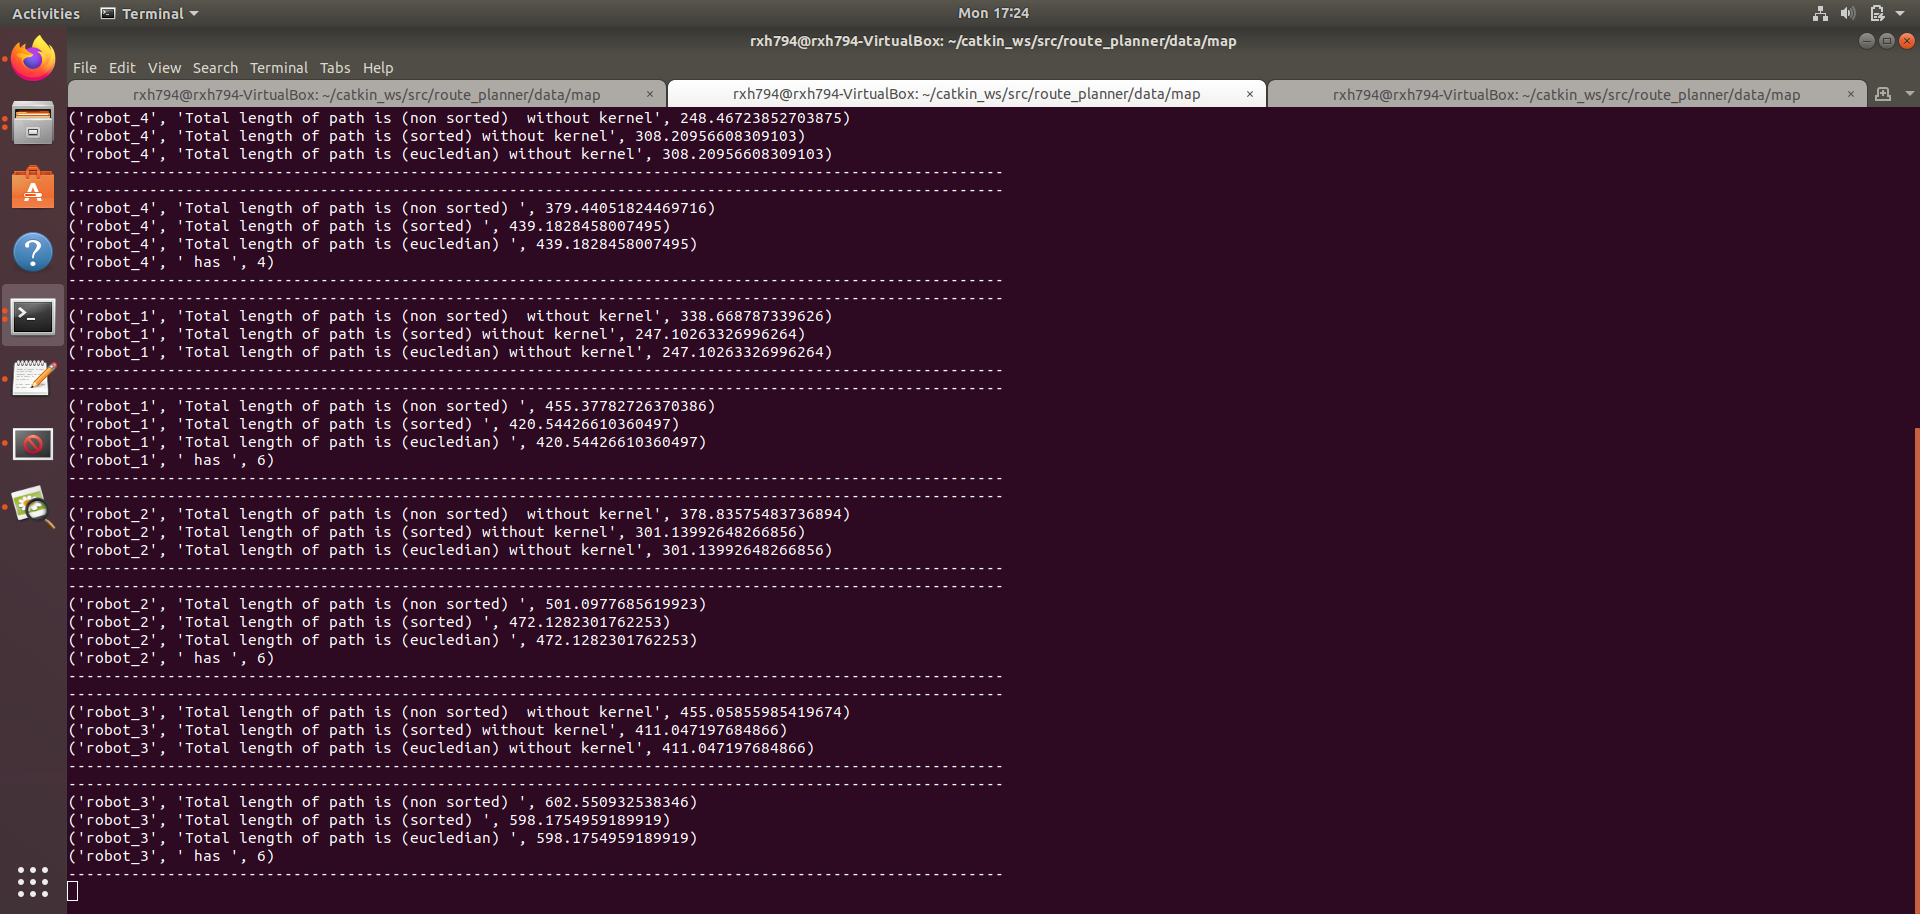 Activities
Terminal
Mon 17:24
rxh794@rxh794-VirtualBox: ~/catkin_ws/src/route_planner/data/map
File Edit View Search Terminal Tabs Help
rxh794@rxh794-VirtualBox: ~/catkin_ws/src/route_planner/data/map ×
rxh794@rxh794-VirtualBox: ~/catkin_ws/src/route_planner/data/map ×
rxh794@rxh794-VirtualBox: ~/catkin_ws/src/route_planner/data/map ×
('robot_4', 'Total length of path is (non sorted)  without kernel', 248.46723852703875)
('robot_4', 'Total length of path is (sorted) without kernel', 308.20956608309103)
('robot_4', 'Total length of path is (eucledian) without kernel', 308.20956608309103)
--------------------------------------------------------------------------------------------------------
--------------------------------------------------------------------------------------------------------
('robot_4', 'Total length of path is (non sorted) ', 379.44051824469716)
('robot_4', 'Total length of path is (sorted) ', 439.1828458007495)
('robot_4', 'Total length of path is (eucledian) ', 439.1828458007495)
('robot_4', ' has ', 4)
--------------------------------------------------------------------------------------------------------
--------------------------------------------------------------------------------------------------------
('robot_1', 'Total length of path is (non sorted)  without kernel', 338.668787339626)
('robot_1', 'Total length of path is (sorted) without kernel', 247.10263326996264)
('robot_1', 'Total length of path is (eucledian) without kernel', 247.10263326996264)
--------------------------------------------------------------------------------------------------------
--------------------------------------------------------------------------------------------------------
('robot_1', 'Total length of path is (non sorted) ', 455.37782726370386)
('robot_1', 'Total length of path is (sorted) ', 420.54426610360497)
('robot_1', 'Total length of path is (eucledian) ', 420.54426610360497)
('robot_1', ' has ', 6)
--------------------------------------------------------------------------------------------------------
--------------------------------------------------------------------------------------------------------
('robot_2', 'Total length of path is (non sorted)  without kernel', 378.83575483736894)
('robot_2', 'Total length of path is (sorted) without kernel', 301.13992648266856)
('robot_2', 'Total length of path is (eucledian) without kernel', 301.13992648266856)
--------------------------------------------------------------------------------------------------------
--------------------------------------------------------------------------------------------------------
('robot_2', 'Total length of path is (non sorted) ', 501.0977685619923)
('robot_2', 'Total length of path is (sorted) ', 472.1282301762253)
('robot_2', 'Total length of path is (eucledian) ', 472.1282301762253)
('robot_2', ' has ', 6)
--------------------------------------------------------------------------------------------------------
--------------------------------------------------------------------------------------------------------
('robot_3', 'Total length of path is (non sorted)  without kernel', 455.05855985419674)
('robot_3', 'Total length of path is (sorted) without kernel', 411.047197684866)
('robot_3', 'Total length of path is (eucledian) without kernel', 411.047197684866)
--------------------------------------------------------------------------------------------------------
--------------------------------------------------------------------------------------------------------
('robot_3', 'Total length of path is (non sorted) ', 602.550932538346)
('robot_3', 'Total length of path is (sorted) ', 598.1754959189919)
('robot_3', 'Total length of path is (eucledian) ', 598.1754959189919)
('robot_3', ' has ', 6)
--------------------------------------------------------------------------------------------------------